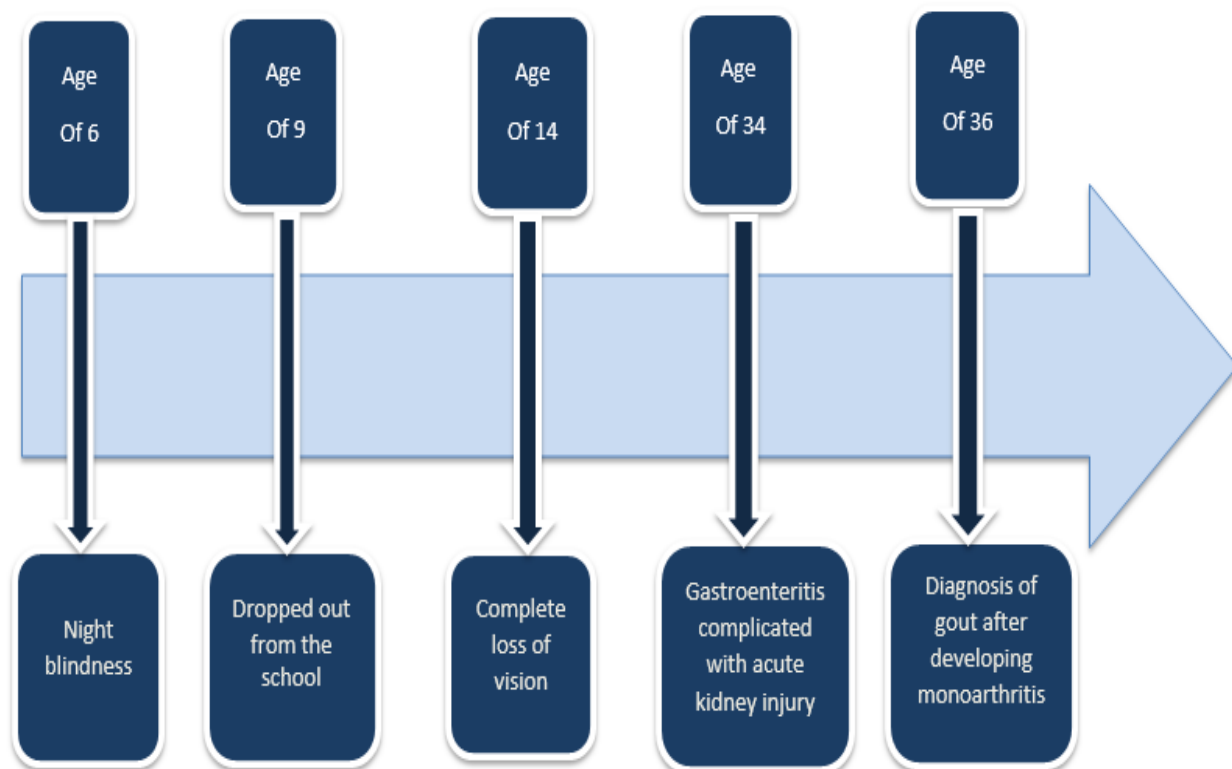 Age
Of 6
Age
Of 9
Age
Of 14
Age
Of 34
Age
Of 36
Night
blindness
Dropped out
from the
school
Complete
loss of
vision
Gastroenteritis
complicated
with acute
kidney injury
Diagnosis of
gout after
developing
monoarthritis